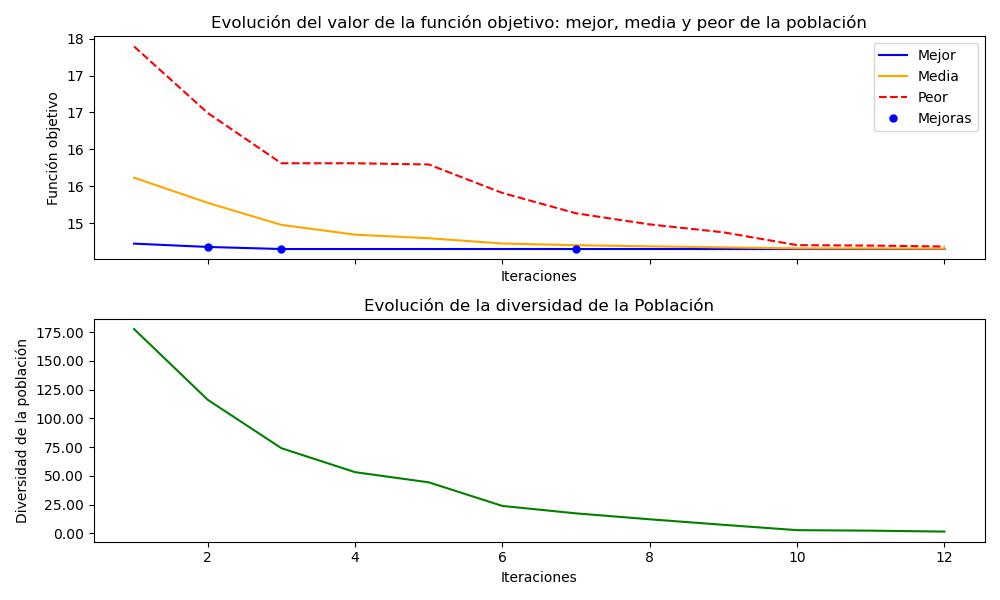 Evolución del valor de la función objetivo: mejor, media y peor de la población
18
17
17
16
16
15
Función objetivo
Mejor
Media
Peor
Mejoras
Iteraciones
Evolución de la diversidad de la Población
175.00
150.00
125.00
100.00
75.00
50.00
25.00
0.00
Diversidad de la población
2 4 6 8 10 12
Iteraciones